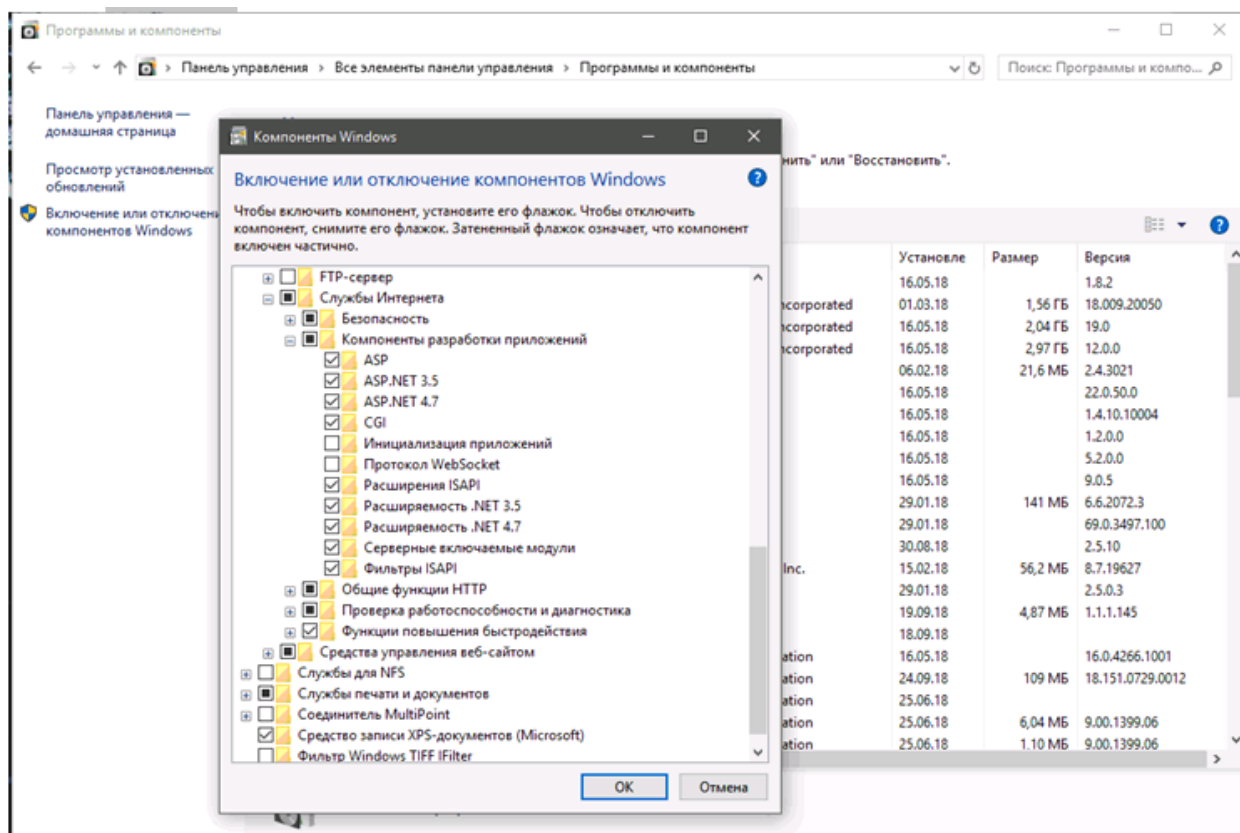 Программы и компоненты
Панель управления › Все элементы панели управления › Программы и компоненты
Поиск: Программы и компо...
Панель управления —
домашняя страница
Просмотр установленных
обновлений
Включение или отключени
компонентов Windows
Компоненты Windows
Включение или отключение компонентов Windows
Чтобы включить компонент, установите его флажок. Чтобы отключить
компонент, снимите его флажок. Затененный флажок означает, что компонент
включен частично.
FTP-сервер
Службы Интернета
Безопасность
Компоненты разработки приложений
ASP
ASP.NET 3.5
ASP.NET 4.7
CGI
Инициализация приложений
Протокол WebSocket
Расширения ISAPI
Расширяемость .NET 3.5
Расширяемость .NET 4.7
Серверные включаемые модули
Фильтры ISAPI
Общие функции HTTP
Проверка работоспособности и диагностика
Функции повышения быстродействия
Средства управления веб-сайтом
Службы для NFS
Службы печати и документов
Соединитель MultiPoint
Средство записи XPS-документов (Microsoft)
Фильтр Windows TIFF IFilter
OK Отмена
нить" или "Восстановить".
Установле Размер Версия
16.05.18 1.8.2
ncorporated 01.03.18 1,56 ГБ 18.009.20050
ncorporated 16.05.18 2,04 ГБ 19.0
ncorporated 16.05.18 2,97 ГБ 12.0.0
06.02.18 21,6 МБ 2.4.3021
16.05.18 22.0.50.0
16.05.18 1.4.10.10004
16.05.18 1.2.0.0
16.05.18 5.2.0.0
16.05.18 9.0.5
29.01.18 141 МБ 6.6.2072.3
29.01.18 69.0.3497.100
30.08.18 2.5.10
Inc. 15.02.18 56,2 МБ 8.7.19627
29.01.18 2.5.0.3
19.09.18 4,87 МБ 1.1.1.145
18.09.18
ation 16.05.18 16.0.4266.1001
ation 24.09.18 109 МБ 18.151.0729.0012
ation 25.06.18
ation 25.06.18 6,04 МБ 9.00.1399.06
ation 25.06.18 1,10 МБ 9.00.1399.06